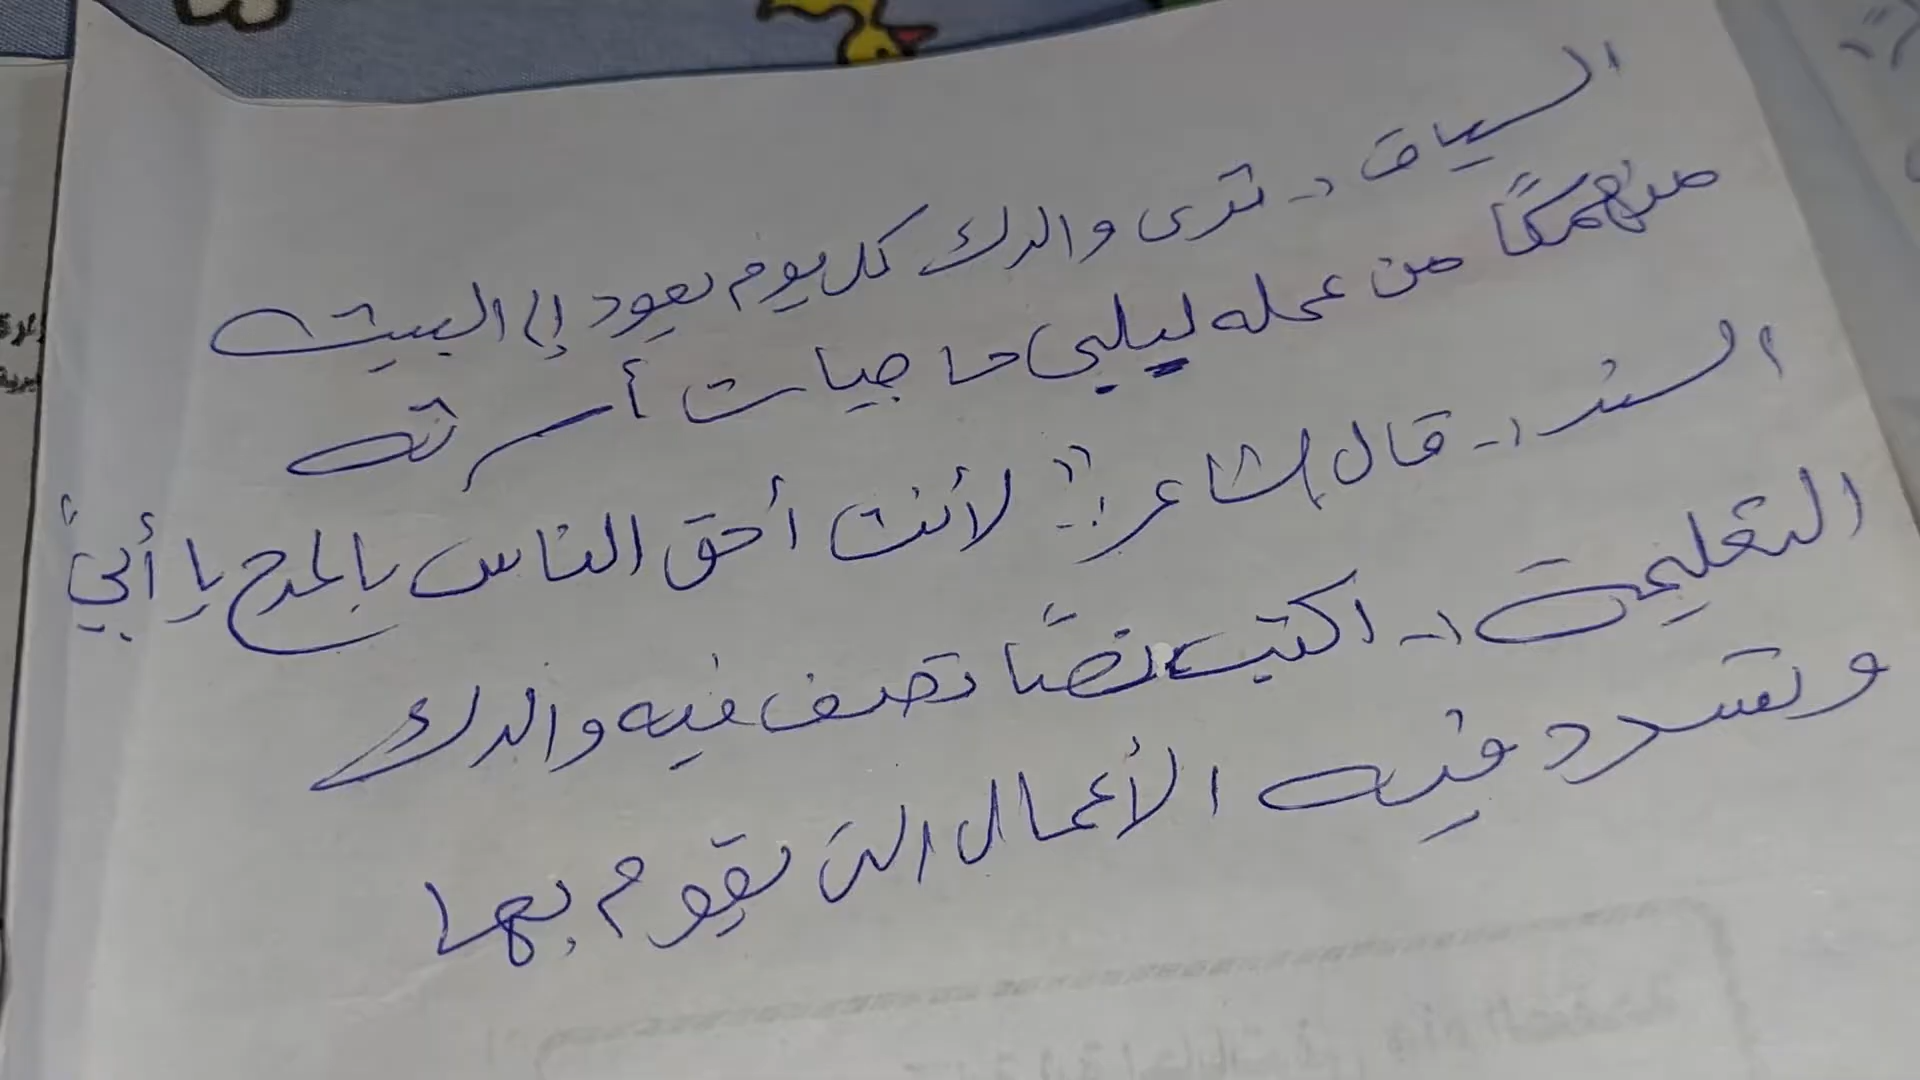 السياق :- ترى والدك كل يوم يعود إلى البيت
منهمكًا من عمله ليلبي حاجيات أسرته
السند :- قال الشاعر :- " لأنت أحق الناس بالمدح يا أبي "
التعليمة :- اكتب نصًا تصف فيه والدك
وتسرد فيه الأعمال التي يقوم بها